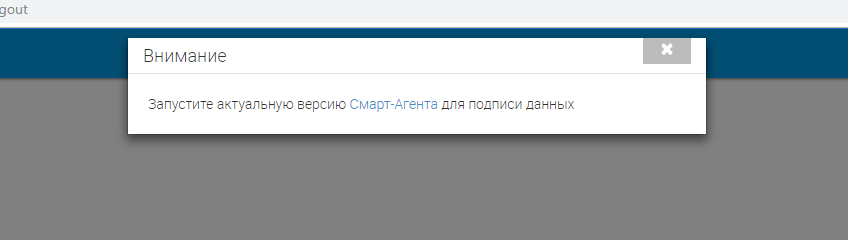 gout
Внимание
Запустите актуальную версию Смарт-Агента для подписи данных